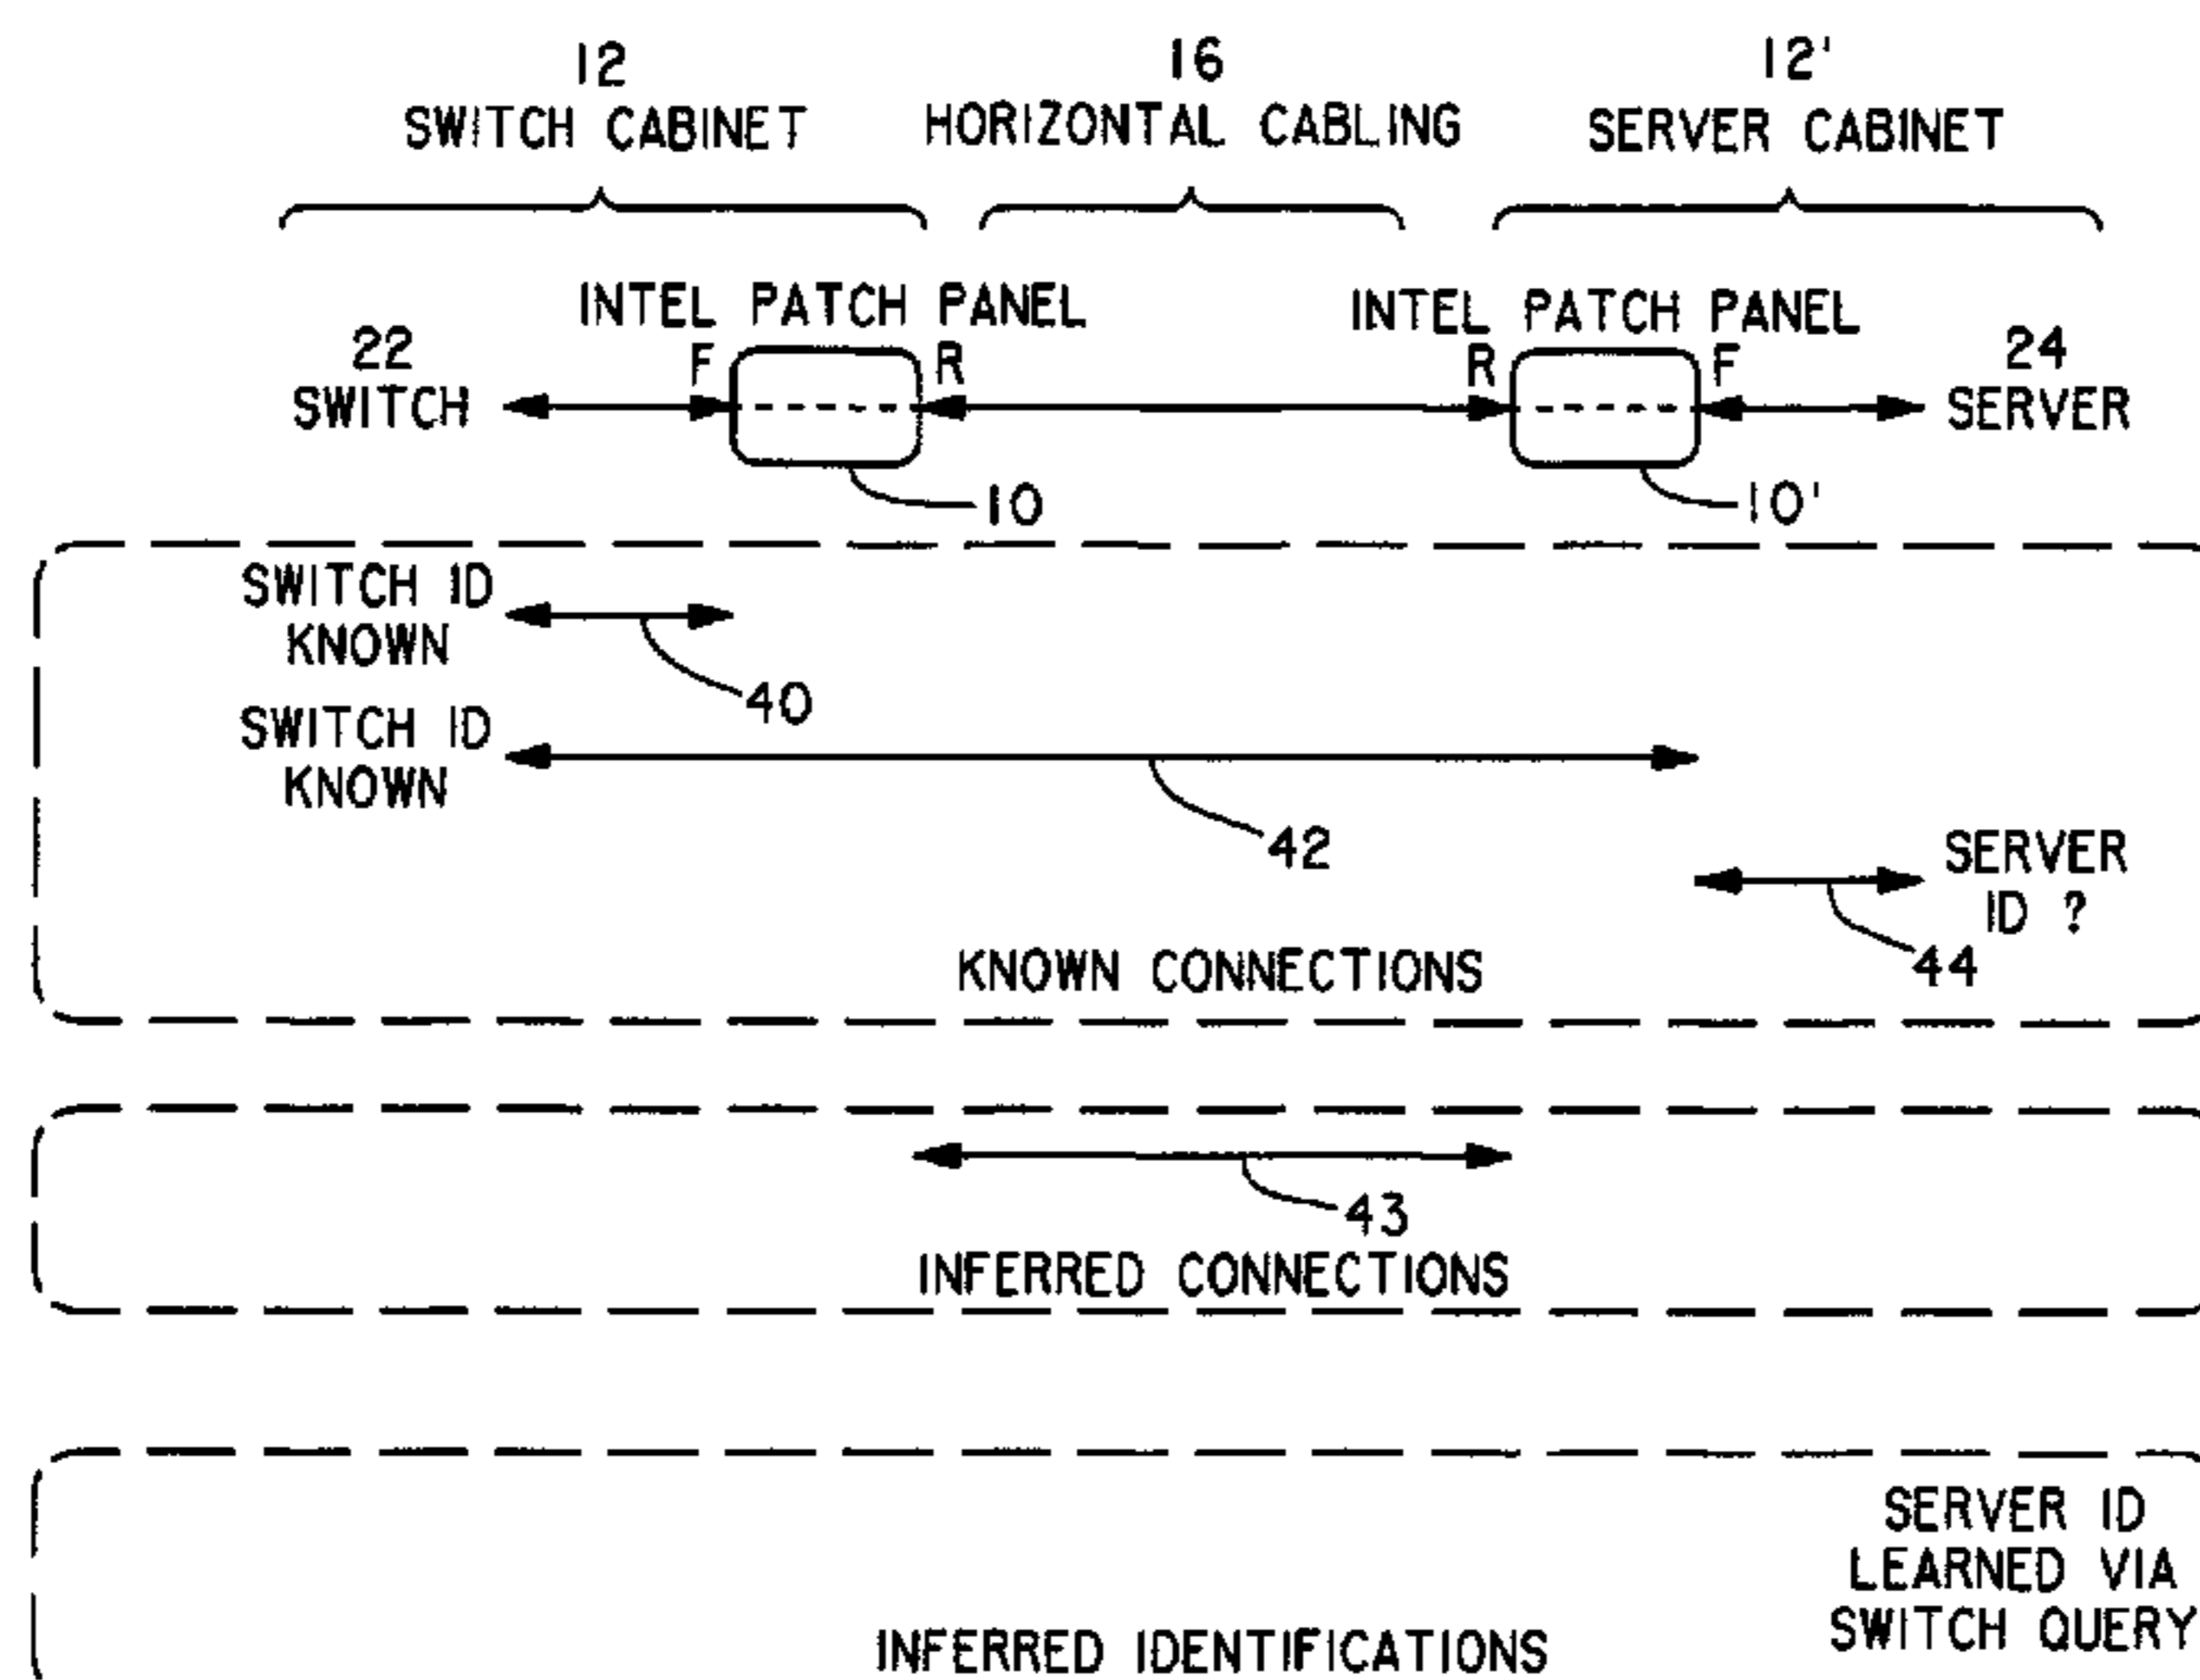 12
SWITCH CABINET
16
HORIZONTAL CABLING
12'
SERVER CABINET
INTEL PATCH PANEL
INTEL PATCH PANEL
22
SWITCH
F
R
R
F
24
SERVER
10
10'
SWITCH ID
KNOWN
40
SWITCH ID
KNOWN
42
SERVER
ID ?
44
KNOWN CONNECTIONS
43
INFERRED CONNECTIONS
SERVER ID
LEARNED VIA
SWITCH QUERY
INFERRED IDENTIFICATIONS